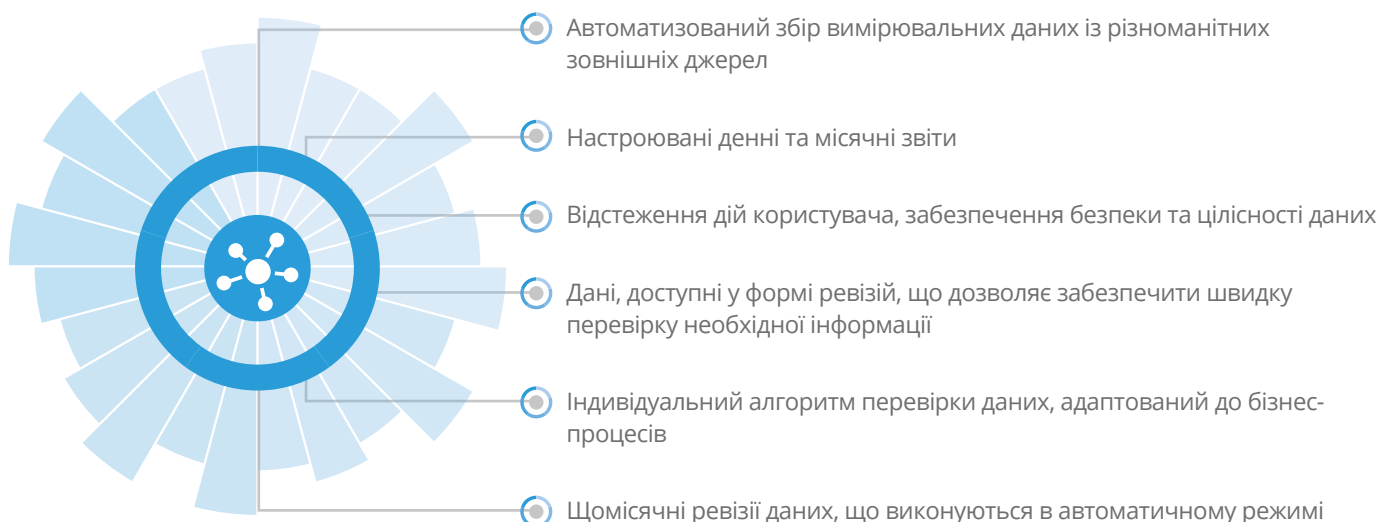 Автоматизований збір вимірювальних даних із різноманітних
зовнішніх джерел
Настроювані денні та місячні звіти
Відстеження дій користувача, забезпечення безпеки та цілісності даних
Дані, доступні у формі ревізій, що дозволяє забезпечити швидку
перевірку необхідної інформації
Індивідуальний алгоритм перевірки даних, адаптований до бізнес-
процесів
Щомісячні ревізії даних, що виконуються в автоматичному режимі